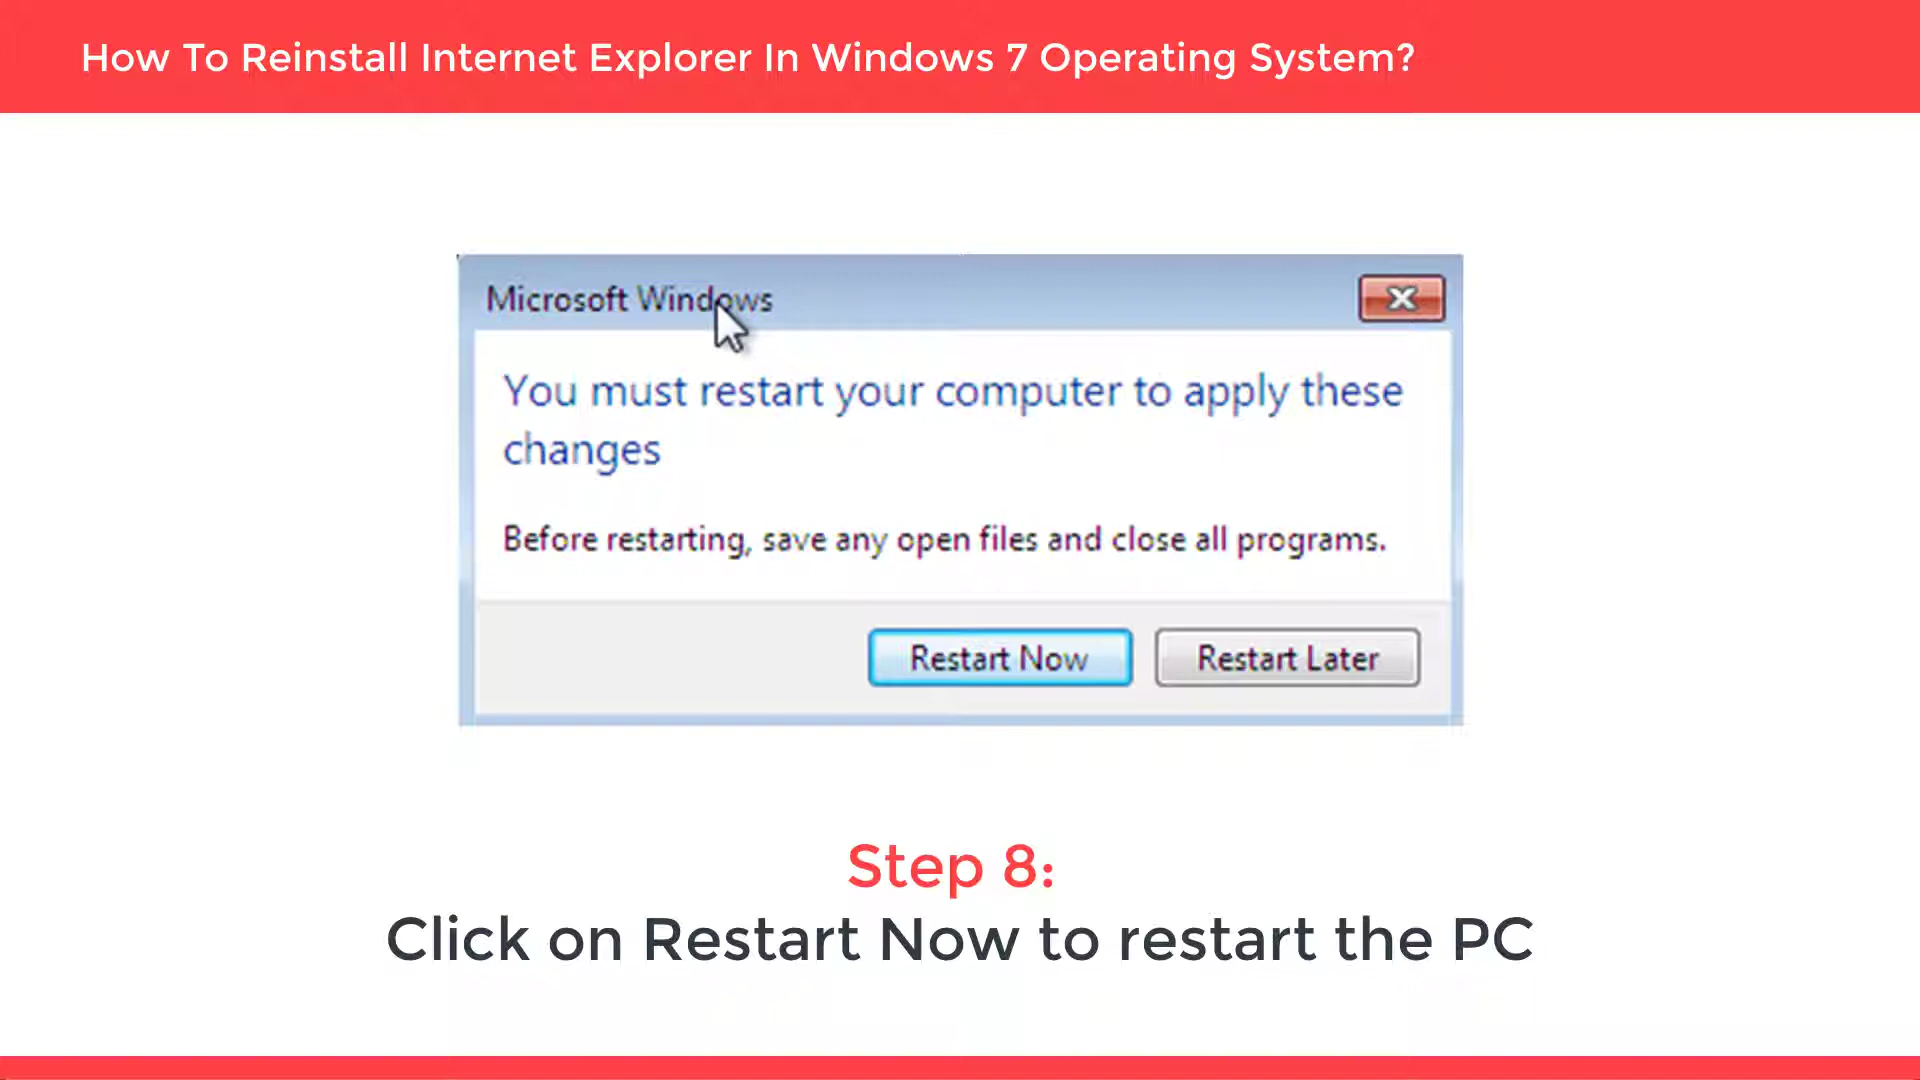 How To Reinstall Internet Explorer In Windows 7 Operating System?
Microsoft Windows
You must restart your computer to apply these
changes
Before restarting, save any open files and close all programs.
Restart Now
Restart Later
Step 8:
Click on Restart Now to restart the PC